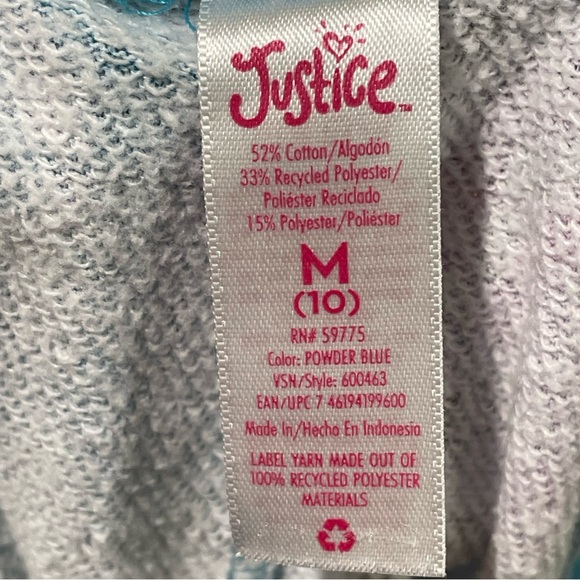 Justice™
52% Cotton/Algodón
33% Recycled Polyester/
Poliéster Reciclado
15% Polyester/Poliéster
M
(10)
RN# 59775
Color: POWDER BLUE
VSN/Style: 600463
EAN/UPC 7 46194199600
Made In/Hecho En Indonesia
LABEL YARN MADE OUT OF
100% RECYCLED POLYESTER
MATERIALS